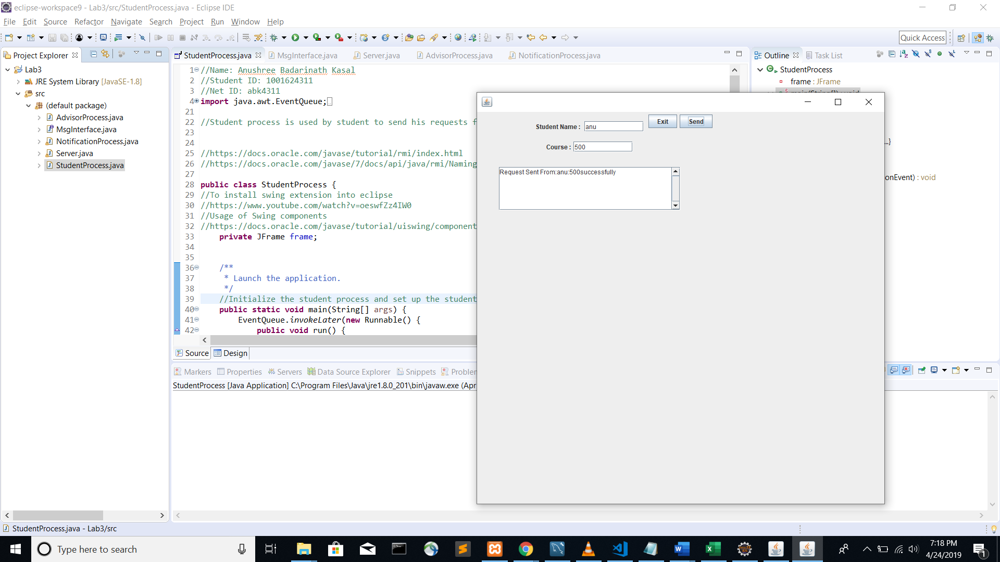 eclipse-workspace9 - Lab3/src/StudentProcess.java - Eclipse IDE
File Edit Source Refactor Navigate Search Project Run Window Help
Quick Access
Project Explorer
Lab3
JRE System Library [JavaSE-1.8]
src
(default package)
AdvisorProcess.java
MsgInterface.java
NotificationProcess.java
Server.java
StudentProcess.java
StudentProcess.java MsgInterface.java Server.java AdvisorProcess.java NotificationProcess.java
1 //Name: Anushree Badarinath Kasal
2 //Student ID: 1001624311
3 //Net ID: abk4311
4 import java.awt.EventQueue;
21
22 //Student process is used by student to send his requests f
23
24
25 //https://docs.oracle.com/javase/tutorial/rmi/index.html
26 //https://docs.oracle.com/javase/7/docs/api/java/rmi/Naming
27
28 public class StudentProcess {
29 //To install swing extension into eclipse
30 //https://www.youtube.com/watch?v=oeswfZz4IW0
31 //Usage of Swing components
32 //https://docs.oracle.com/javase/tutorial/uiswing/component
33 private JFrame frame;
34
35
36 /**
37 * Launch the application.
38 */
39 //Initialize the student process and set up the student
40 public static void main(String[] args) {
41 EventQueue.invokeLater(new Runnable() {
42 public void run() {
Source Design
Outline Task List
StudentProcess
frame : JFrame
main(String[]) : void
...}
onEvent) : void
Student Name : anu Exit Send
Course : 500
Request Sent From:anu:500successfully
Markers Properties Servers Data Source Explorer Snippets Probler
StudentProcess [Java Application] C:\Program Files\Java\jre1.8.0_201\bin\javaw.exe (Apr
StudentProcess.java - Lab3/src
Type here to search
7:18 PM
4/24/2019
1